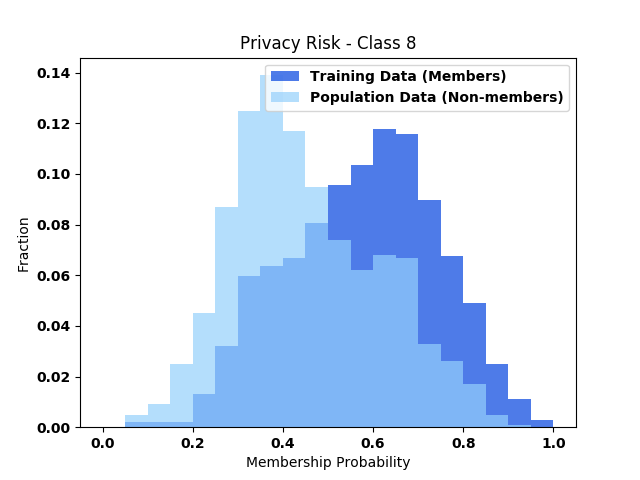 Privacy Risk - Class 8
Training Data (Members)
Population Data (Non-members)
0.14
0.12
0.10
0.08
0.06
0.04
0.02
0.00
Fraction
0.0 0.2 0.4 0.6 0.8 1.0
Membership Probability